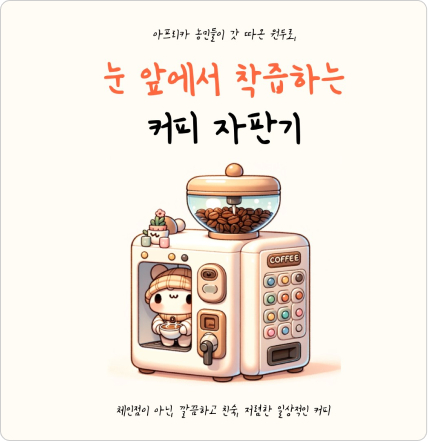 아프리카 농민들이 갓 따온 원두로,
눈 앞에서 착즙하는
커피 자판기
COFFEE
체인점이 아닌, 깔끔하고 친숙, 저렴한 일상적인 커피